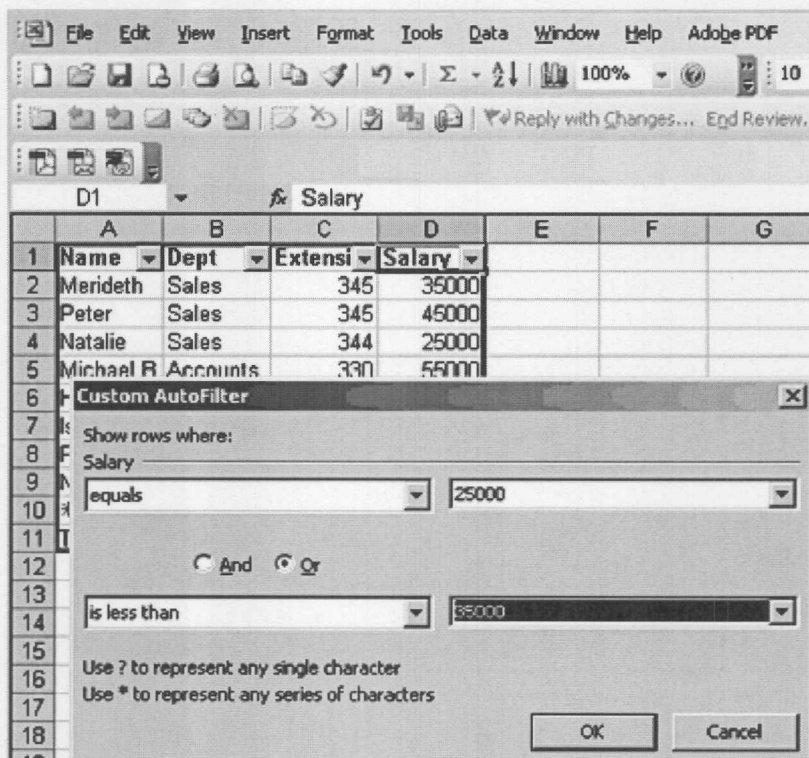 File Edit View Insert Format Tools Data Window Help Adobe PDF
Σ 100% 10
Reply with Changes... End Review.
D1 fx Salary
A B C D E F G
1 Name Dept Extensi Salary
2 Merideth Sales 345 35000
3 Peter Sales 345 45000
4 Natalie Sales 344 25000
5 Michael R Accounts 330 55000
6 Custom AutoFilter
7 Show rows where:
8 Salary
9 equals 25000
10
11
12 And Or
13
14 is less than 35000
15
16 Use ? to represent any single character
17 Use * to represent any series of characters
18 OK Cancel